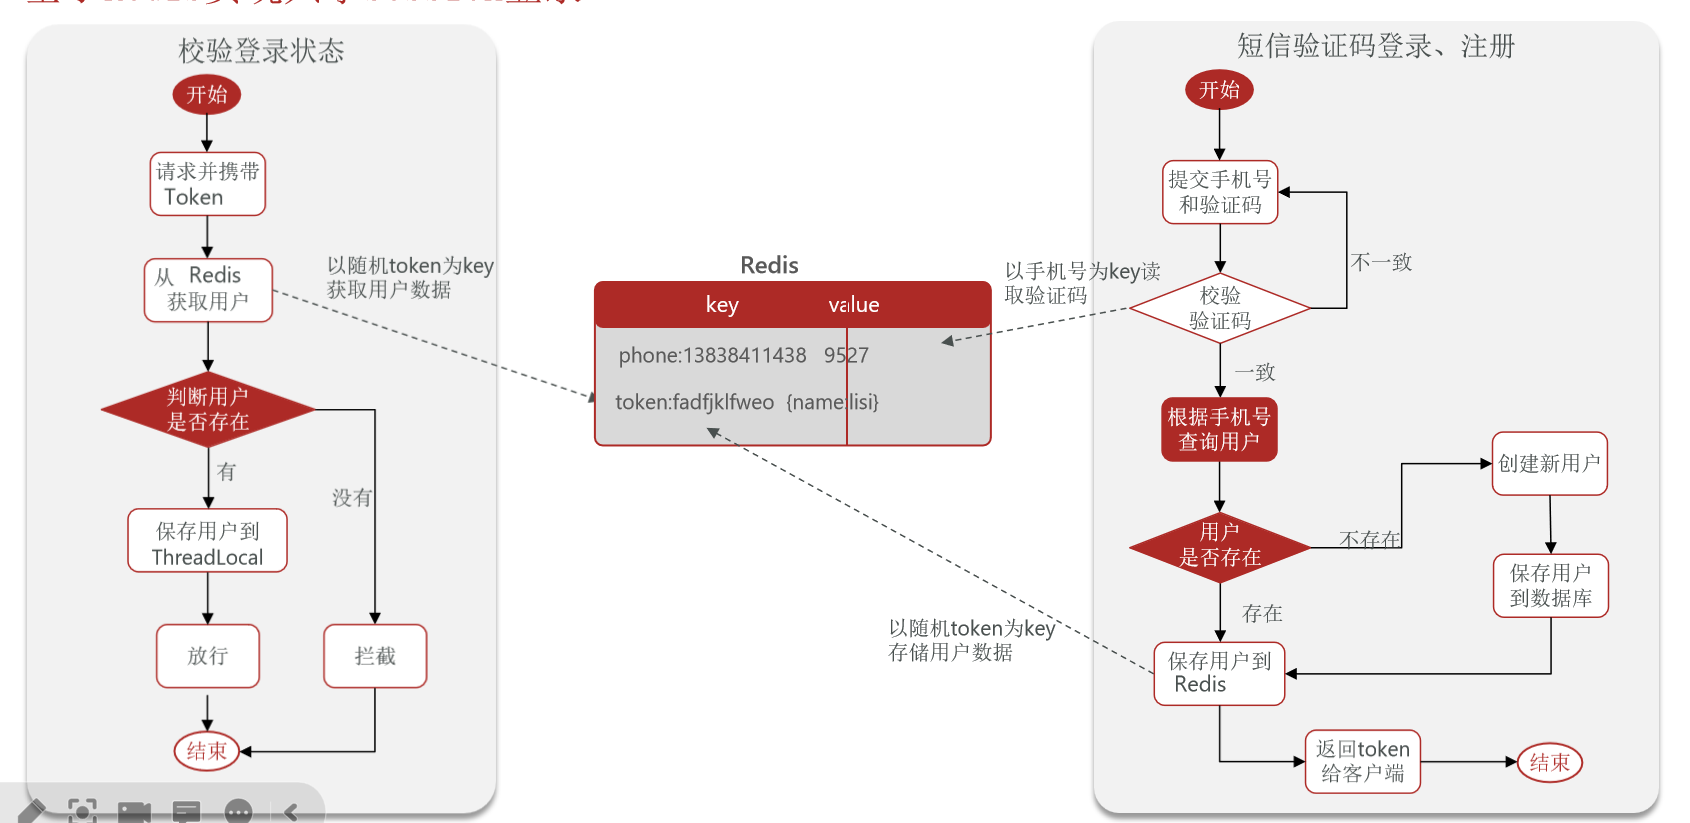 校验登录状态
开始
请求并携带
Token
从 Redis
获取用户
以随机token为key
获取用户数据
判断用户
是否存在
有
没有
保存用户到
ThreadLocal
放行
拦截
结束
Redis
key value
phone:13838411438 9527
token:fadfjklfweo {name:lisi}
以手机号为key读
取验证码
以随机token为key
存储用户数据
短信验证码登录、注册
开始
提交手机号
和验证码
不一致
校验
验证码
一致
根据手机号
查询用户
创建新用户
用户
是否存在
不存在
保存用户
到数据库
存在
保存用户到
Redis
返回token
给客户端
结束